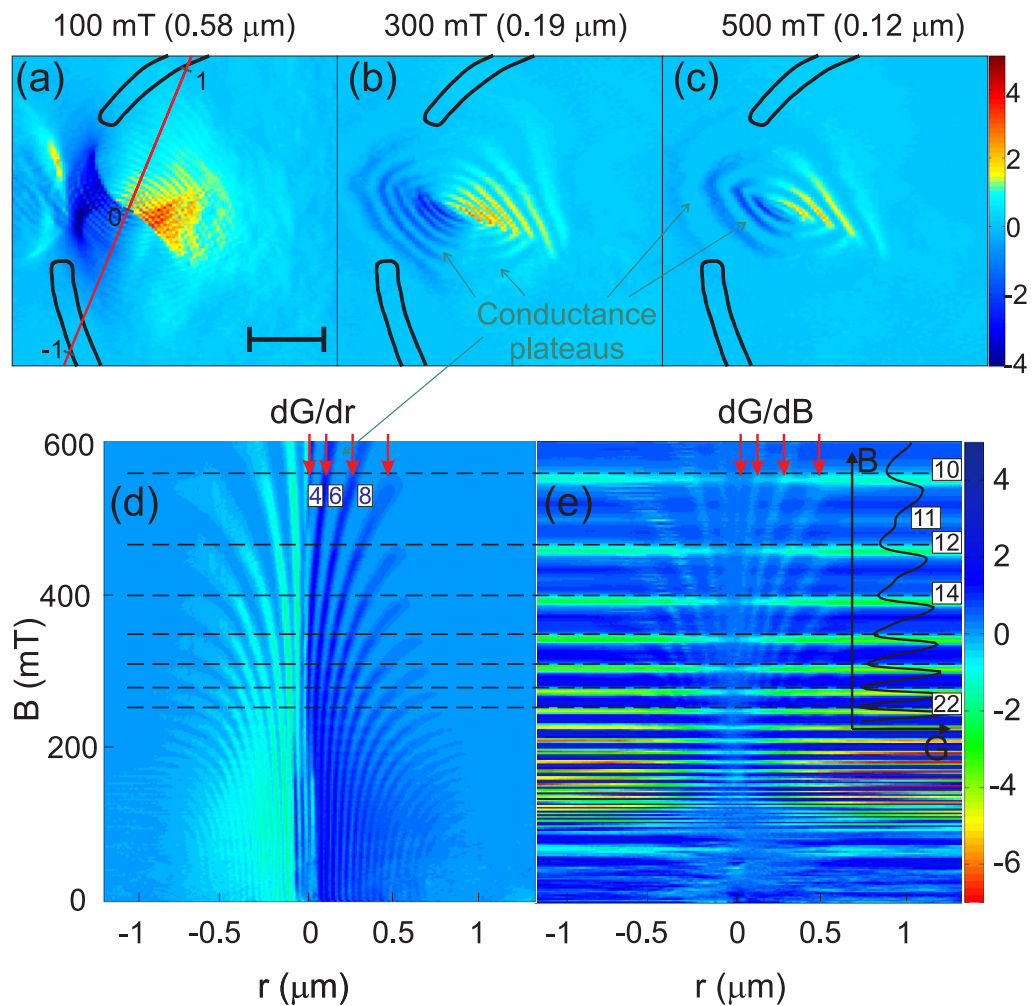 100 mT (0.58 μm)
300 mT (0.19 μm)
500 mT (0.12 μm)
(a)
1
0
-1
(b)
(c)
Conductance
plateaus
4
2
0
-2
-4
dG/dr
(d)
4
6
8
600
400
200
0
B (mT)
-1
-0.5
0
0.5
1
r (μm)
dG/dB
(e)
B
10
11
12
14
22
G
-1
-0.5
0
0.5
1
r (μm)
4
2
0
-2
-4
-6